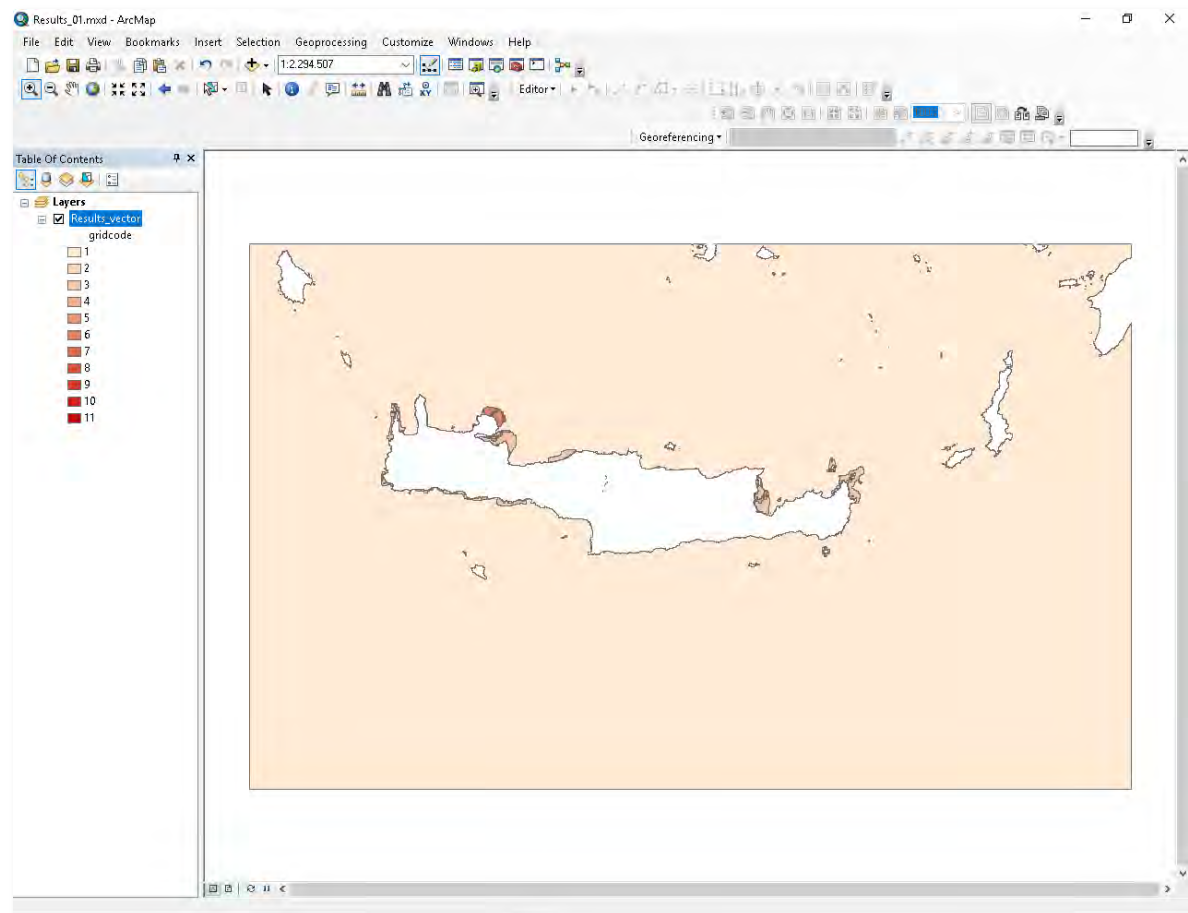 Results_01.mxd - ArcMap
File Edit View Bookmarks Insert Selection Geoprocessing Customize Windows Help
1:2.294.507
Editor
Georeferencing
Table Of Contents
Layers
Results_vector
gridcode
1
2
3
4
5
6
7
8
9
10
11